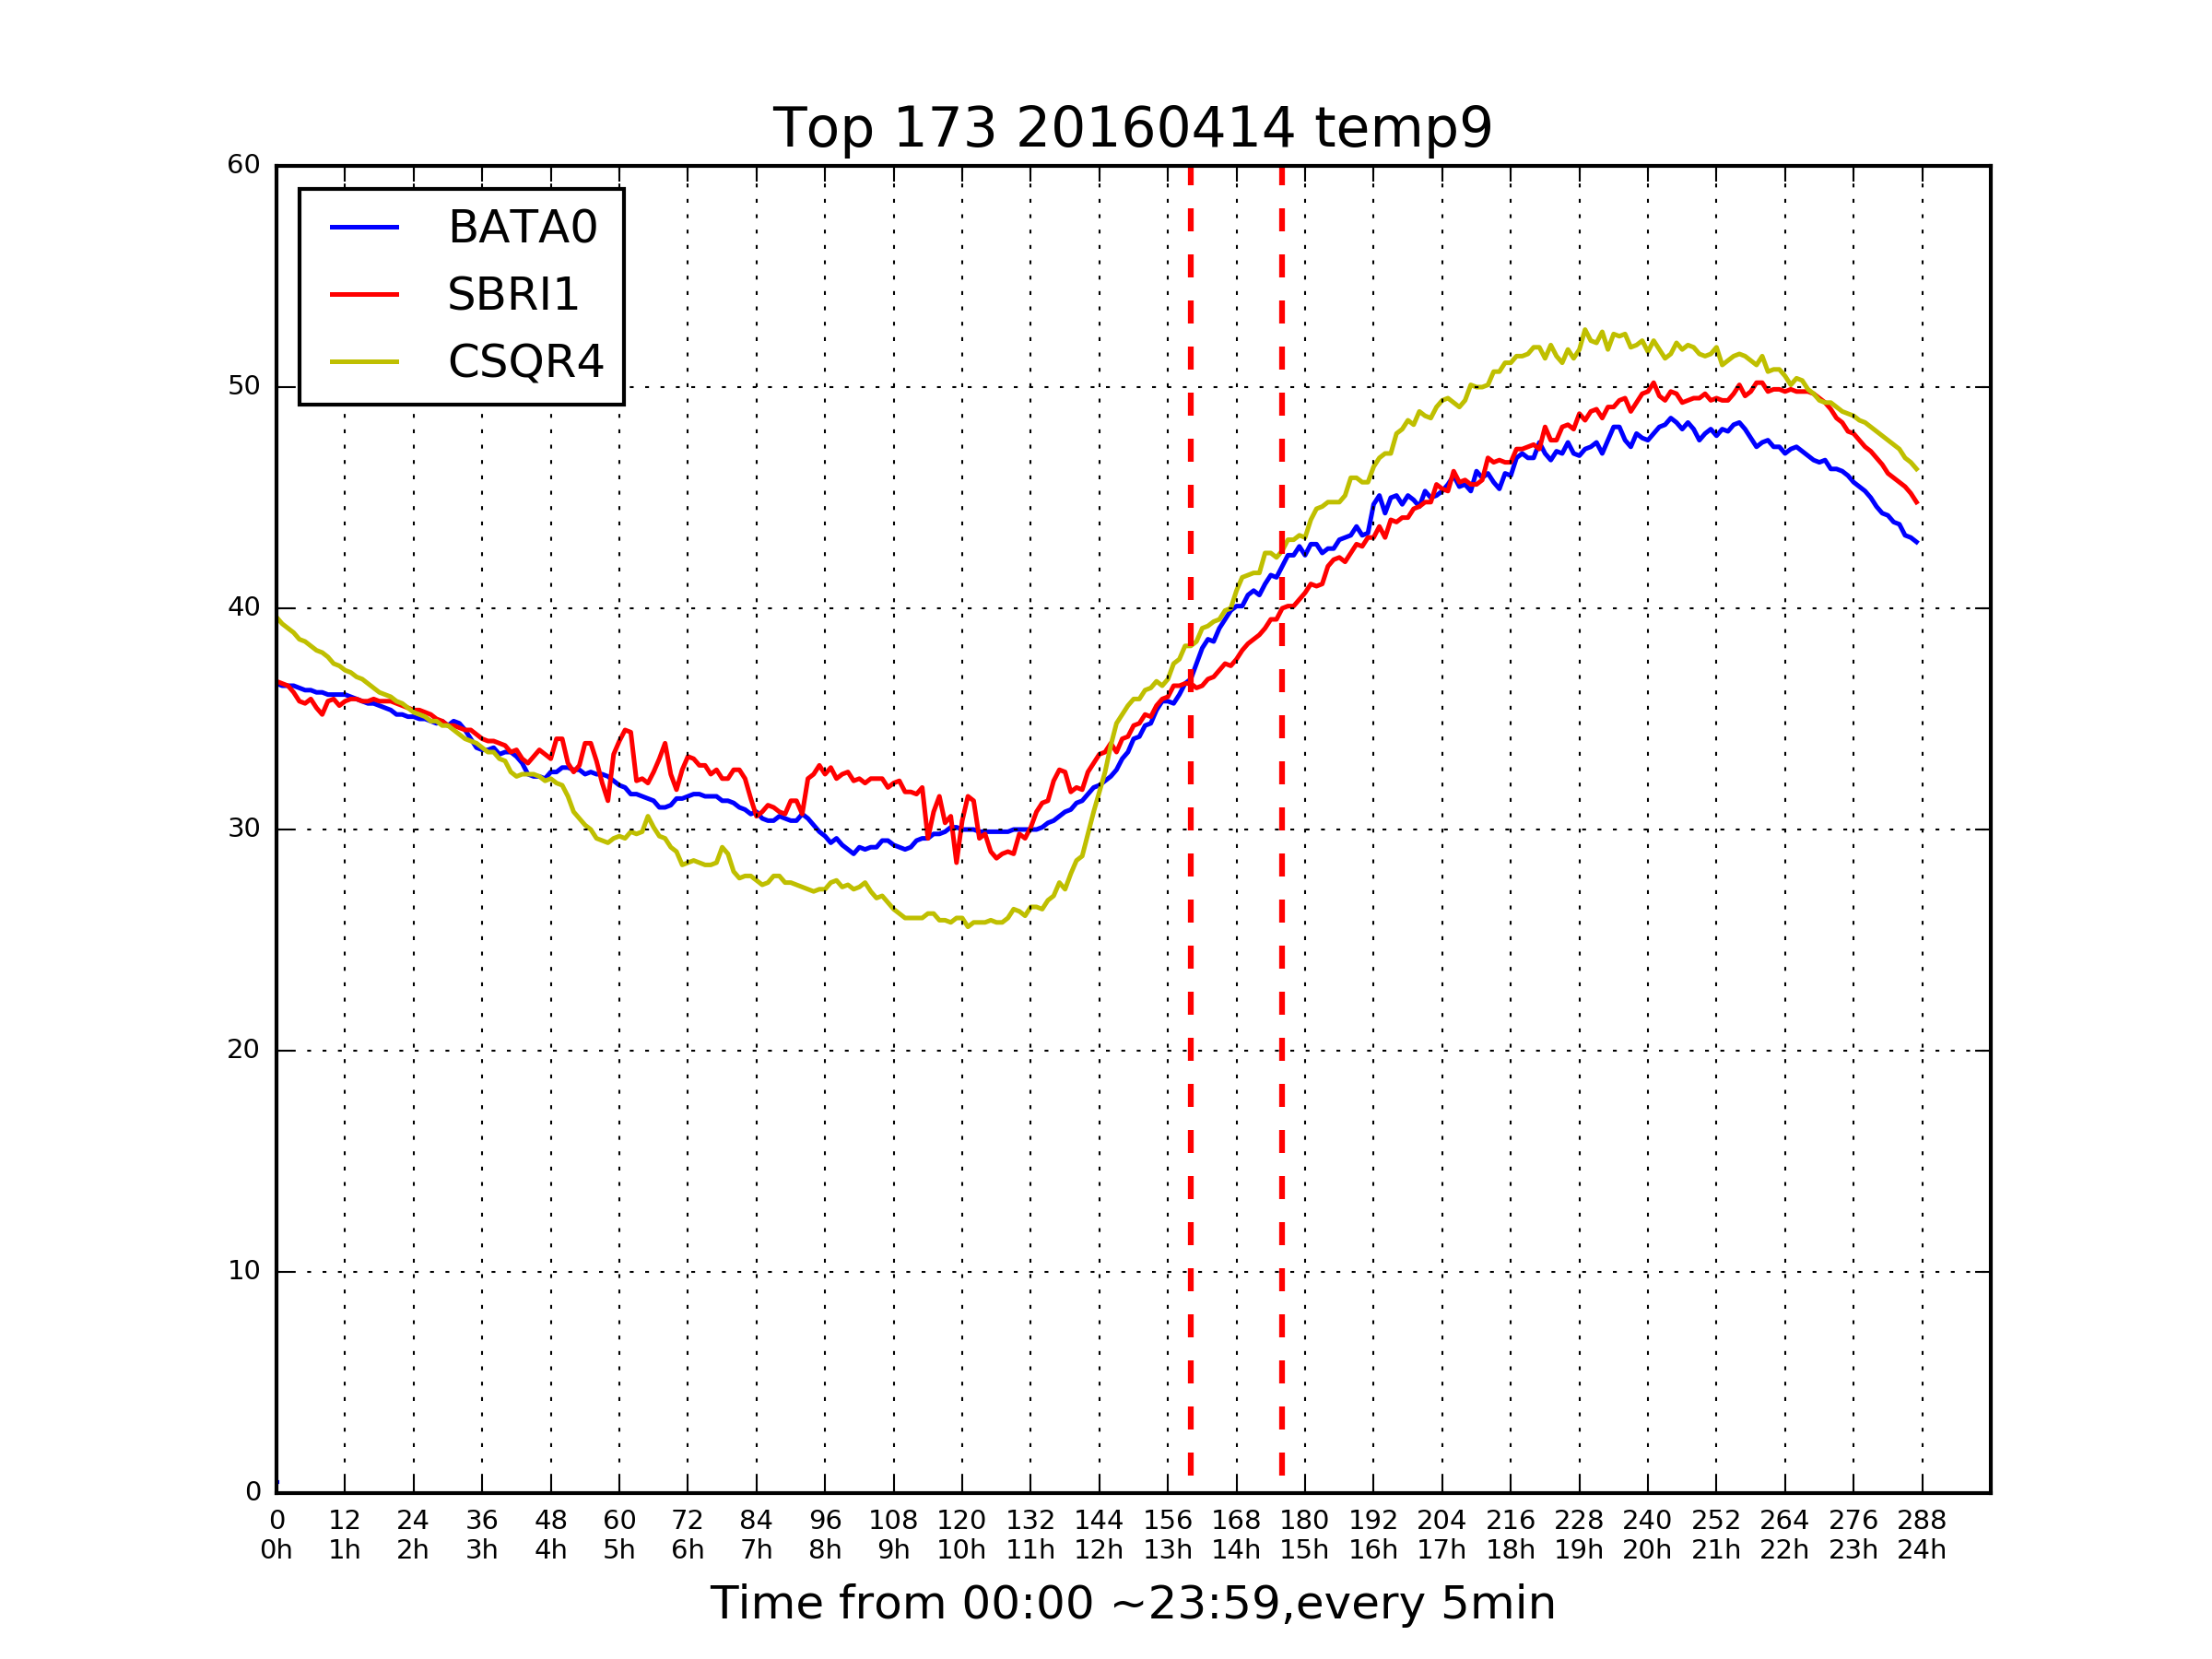 Top 173 20160414 temp9
60
50
40
30
20
10
0
BATA0
SBRI1
CSQR4
0 12 24 36 48 60 72 84 96 108 120 132 144 156 168 180 192 204 216 228 240 252 264 276 288
0h 1h 2h 3h 4h 5h 6h 7h 8h 9h 10h 11h 12h 13h 14h 15h 16h 17h 18h 19h 20h 21h 22h 23h 24h
Time from 00:00 ~23:59,every 5min